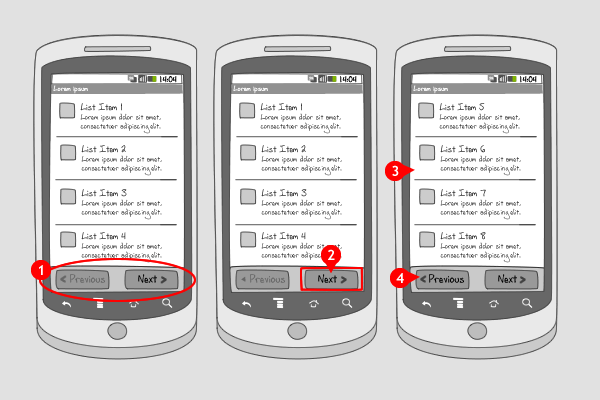 14:04
Lorem ipsum
List Item 1
Lorem ipsum dolor sit amet,
consectetuer adipiscing elit.
List Item 2
Lorem ipsum dolor sit amet,
consectetuer adipiscing elit.
List Item 3
Lorem ipsum dolor sit amet,
consectetuer adipiscing elit.
List Item 4
Lorem ipsum dolor sit amet,
consectetuer adipiscing elit.
1
< Previous
Next >
14:04
Lorem ipsum
List Item 1
Lorem ipsum dolor sit amet,
consectetuer adipiscing elit.
List Item 2
Lorem ipsum dolor sit amet,
consectetuer adipiscing elit.
List Item 3
Lorem ipsum dolor sit amet,
consectetuer adipiscing elit.
List Item 4
Lorem ipsum dolor sit amet,
consectetuer adipiscing elit.
2
< Previous
Next >
14:04
Lorem ipsum
List Item 5
Lorem ipsum dolor sit amet,
consectetuer adipiscing elit.
List Item 6
Lorem ipsum dolor sit amet,
consectetuer adipiscing elit.
3
List Item 7
Lorem ipsum dolor sit amet,
consectetuer adipiscing elit.
List Item 8
Lorem ipsum dolor sit amet,
consectetuer adipiscing elit.
4
< Previous
Next >